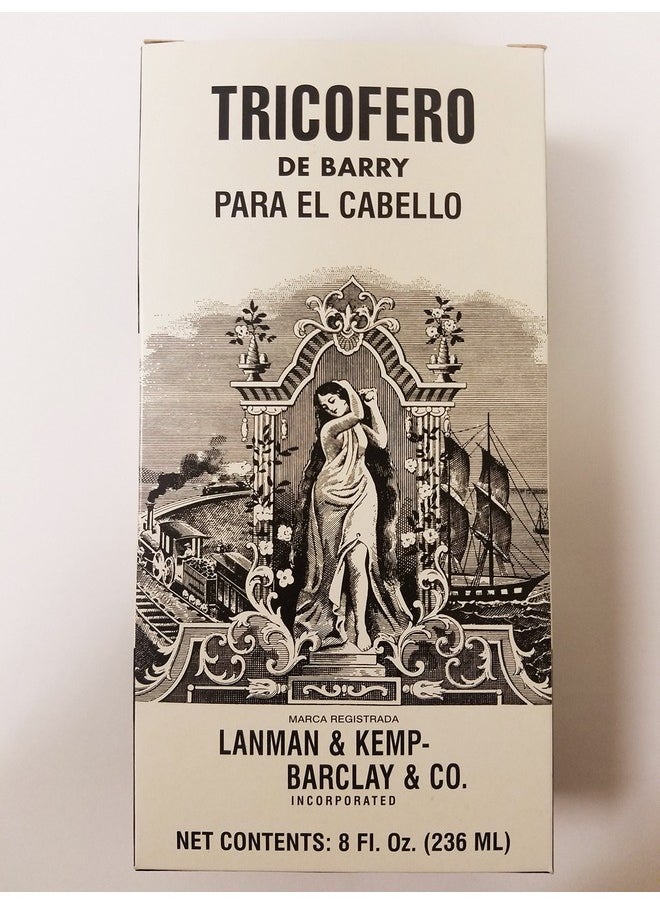 TRICOFERO
DE BARRY
PARA EL CABELLO
MARCA REGISTRADA
LANMAN & KEMP-
BARCLAY & CO.
INCORPORATED
NET CONTENTS: 8 Fl. Oz. (236 ML)